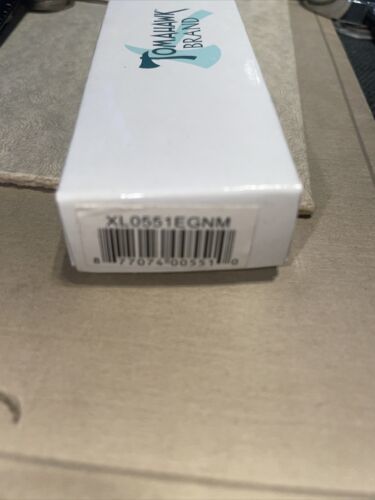 TOMAHAWK
BRAND
XL0551EGNM
8 77074 00551 0